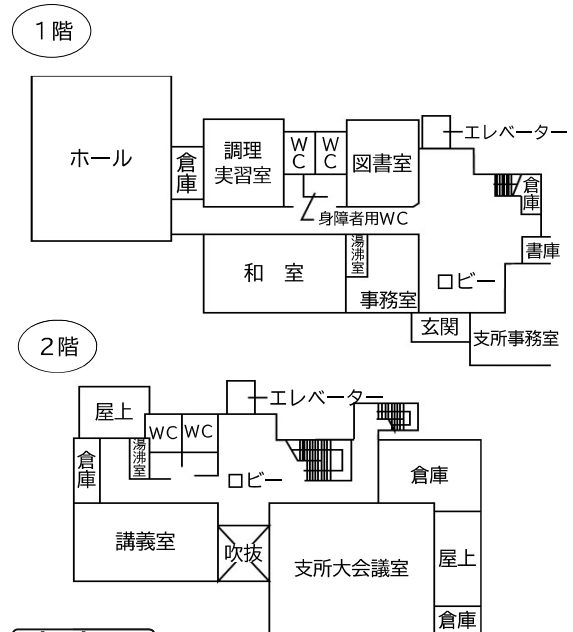 1階
エレベーター
ホール
倉庫
調理
実習室
WC
WC
図書室
倉庫
身障者用WC
湯沸室
書庫
和 室
ロビー
事務室
玄関
支所事務室
2階
エレベーター
屋上
WC
WC
湯沸室
倉庫
ロビー
倉庫
講義室
吹抜
支所大会議室
屋上
倉庫